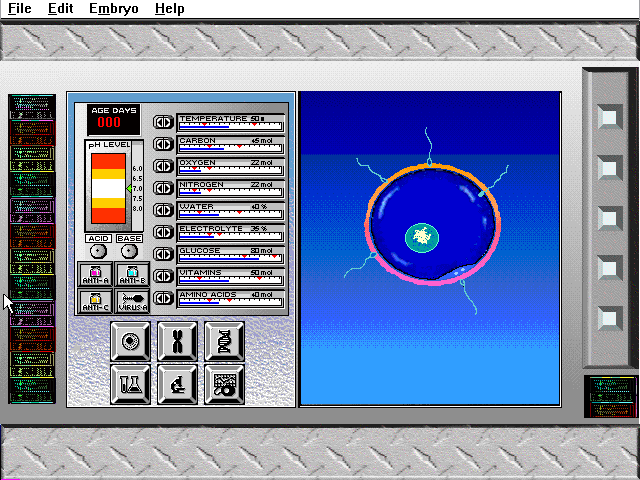 File Edit Embryo Help
AGE DAYS
000
pH LEVEL
6.0
6.5
7.0
7.5
8.0
ACID BASE
ANTI-A ANTI-B
ANTI-C VIRUS-A
TEMPERATURE 50
CARBON 45 mol
OXYGEN 22 mol
NITROGEN 22 mol
WATER 40 %
ELECTROLYTE 35 %
GLUCOSE 80 mol
VITAMINS 50 mol
AMINO ACIDS 40 mol